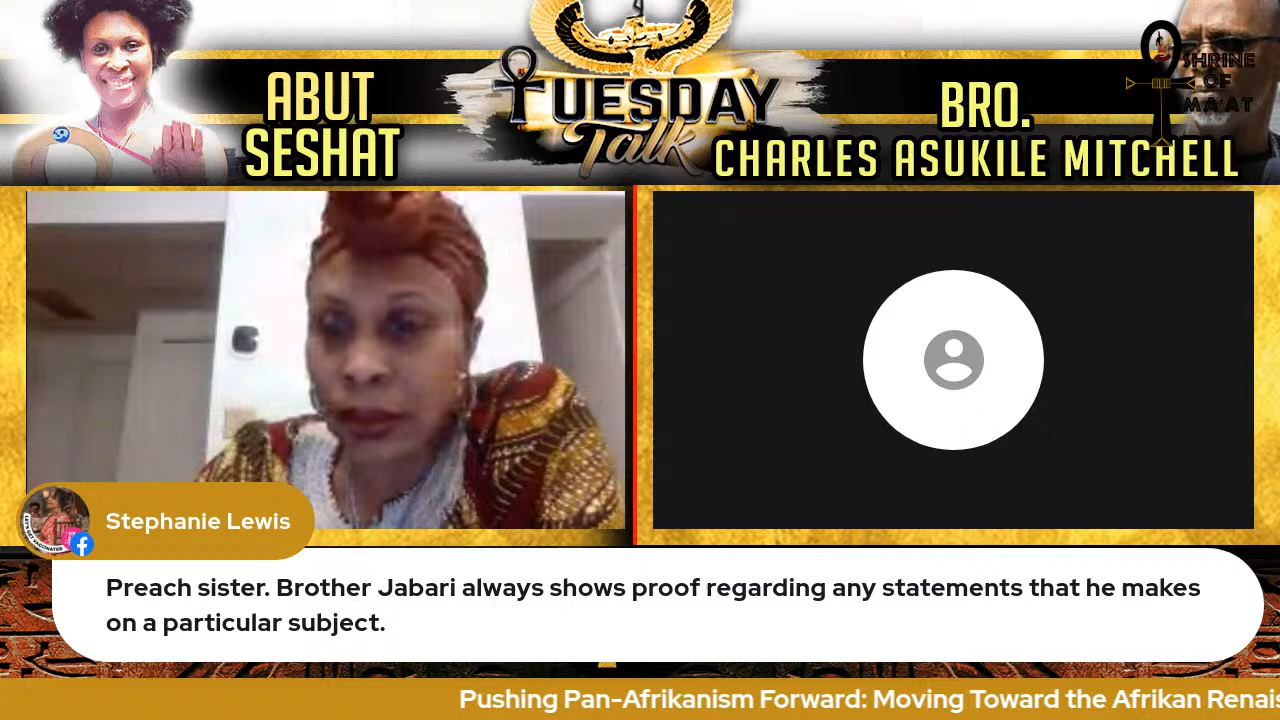 ABUT
SESHAT
TUESDAY
Talk
BRO.
CHARLES ASUKILE MITCHELL
SHRINE
OF
MA'AT
Stephanie Lewis
Preach sister. Brother Jabari always shows proof regarding any statements that he makes
on a particular subject.
Pushing Pan-Afrikanism Forward: Moving Toward the Afrikan Renais